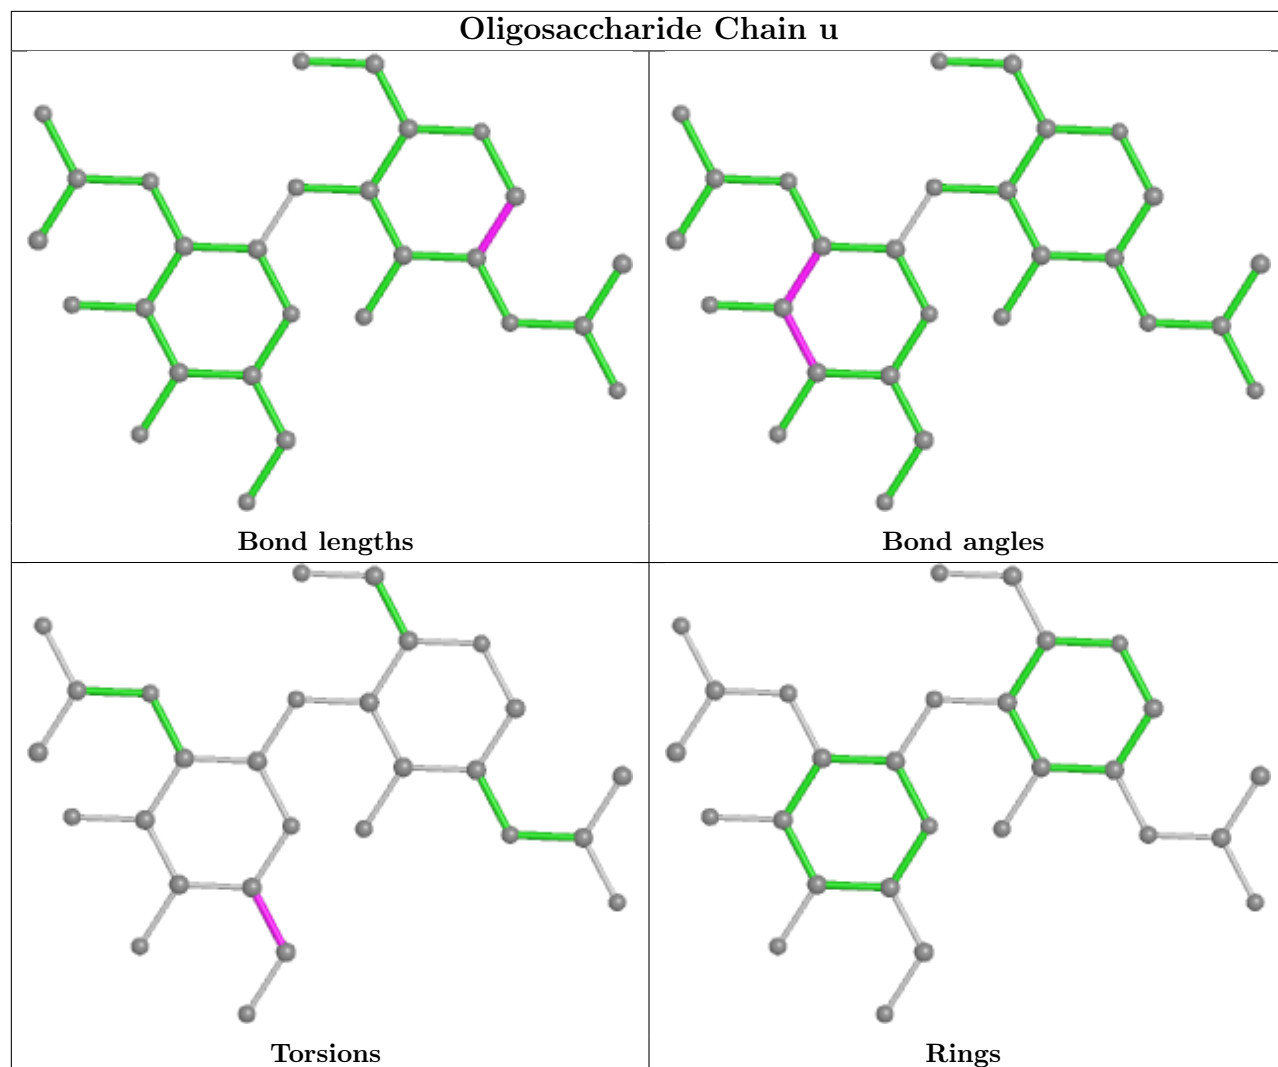 Oligosaccharide Chain u
Bond lengths
Bond angles
Torsions
Rings